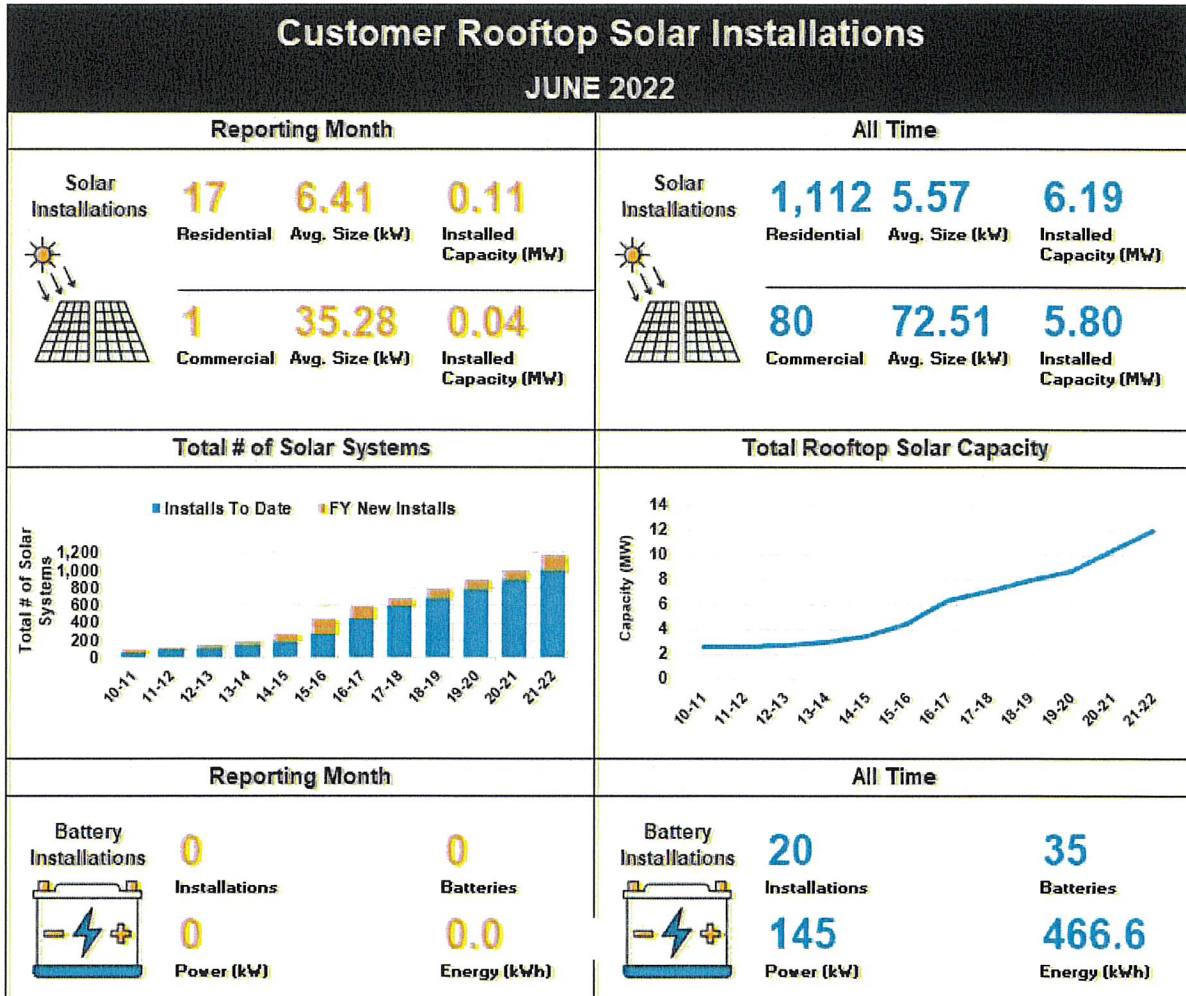 Customer Rooftop Solar Installations
JUNE 2022
Reporting Month
Solar
Installations
17
6.41
0.11
Residential
Avg. Size (kW)
Installed
Capacity (MW)
1
35.28
0.04
Commercial
Avg. Size (kW)
Installed
Capacity (MW)
All Time
Solar
Installations
1,112
5.57
6.19
Residential
Avg. Size (kW)
Installed
Capacity (MW)
80
72.51
5.80
Commercial
Avg. Size (kW)
Installed
Capacity (MW)
Total # of Solar Systems
Installs To Date
FY New Installs
Total # of Solar
Systems
1,200
1,000
800
600
400
200
0
10-11
11-12
12-13
13-14
14-15
15-16
16-17
17-18
18-19
19-20
20-21
21-22
Total Rooftop Solar Capacity
Capacity (MW)
14
12
10
8
6
4
2
0
10-11
11-12
12-13
13-14
14-15
15-16
16-17
17-18
18-19
19-20
20-21
21-22
Reporting Month
Battery
Installations
0
0
Installations
Batteries
0
0.0
Power (kW)
Energy (kWh)
All Time
Battery
Installations
20
35
Installations
Batteries
145
466.6
Power (kW)
Energy (kWh)